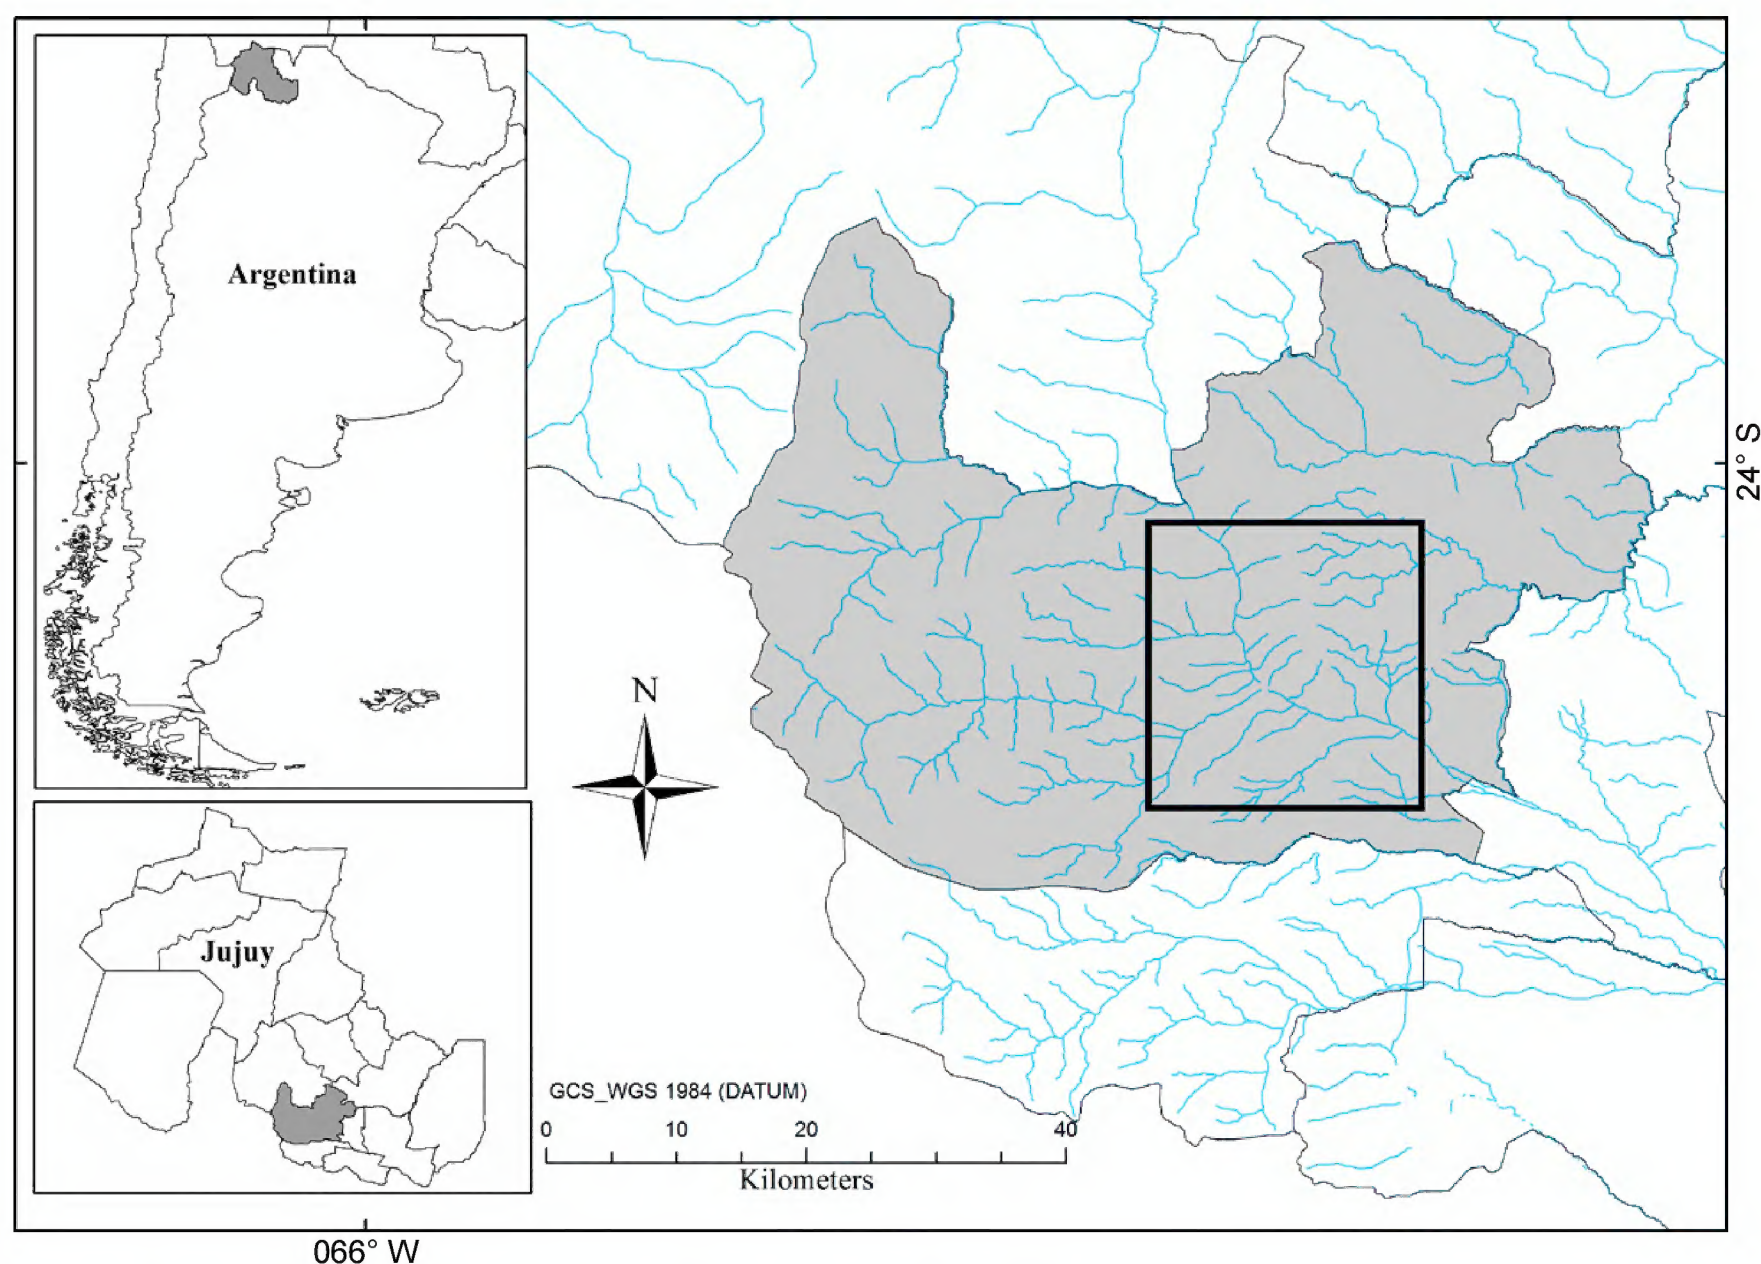 Argentina
24° S
N
Jujuy
GCS_WGS 1984 (DATUM)
0 10 20 40
Kilometers
066° W